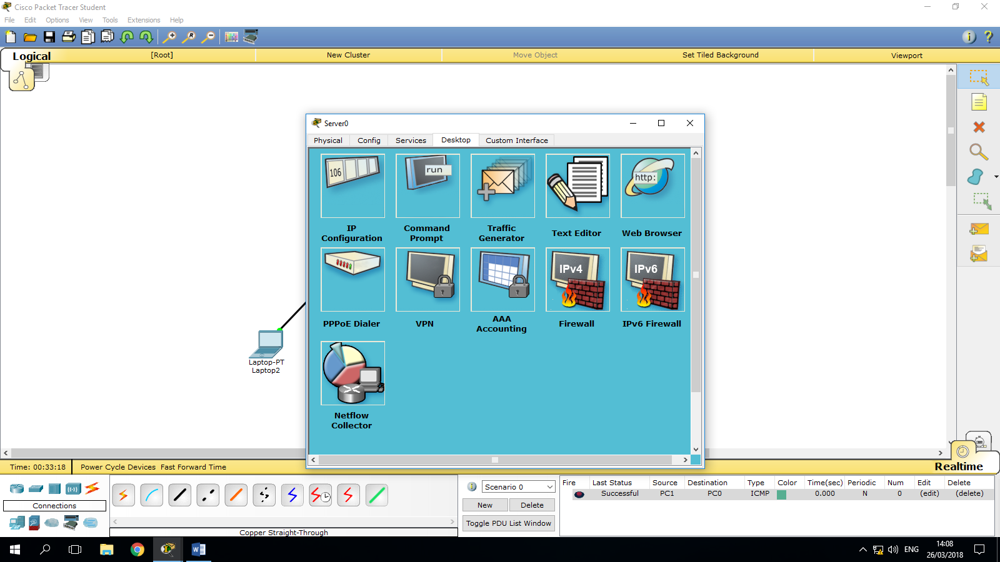 Cisco Packet Tracer Student
File Edit Options View Tools Extensions Help
Logical [Root] New Cluster Move Object Set Tiled Background Viewport
Server0
Physical Config Services Desktop Custom Interface
106 run http:
IP Configuration
Command Prompt
Traffic Generator
Text Editor
Web Browser
IPv4 IPv6
PPPoE Dialer
VPN
AAA Accounting
Firewall
IPv6 Firewall
Netflow Collector
Laptop-PT
Laptop2
Time: 00:33:18 Power Cycle Devices Fast Forward Time
Realtime
Connections
Copper Straight-Through
Scenario 0
New Delete
Toggle PDU List Window
Fire Last Status Source Destination Type Color Time(sec) Periodic Num Edit Delete
Successful PC1 PC0 ICMP 0.000 N 0 (edit) (delete)
ENG
14:08
26/03/2018